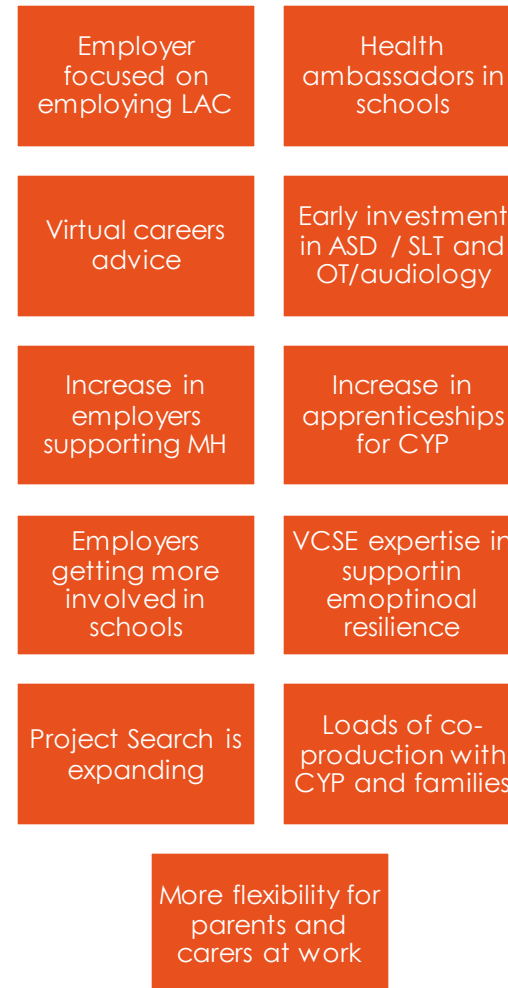 Employer
focused on
employing LAC
Health
ambassadors in
schools
Virtual careers
advice
Early investment
in ASD / SLT and
OT/audiology
Increase in
employers
supporting MH
Increase in
apprenticeships
for CYP
Employers
getting more
involved in
schools
VCSE expertise in
supportin
emoptinoal
resilience
Project Search is
expanding
Loads of co-
production with
CYP and families
More flexibility for
parents and
carers at work